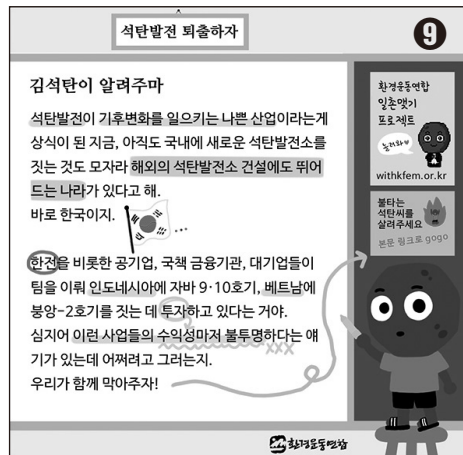 석탄발전 퇴출하자
9
김석탄이 알려주마
석탄발전이 기후변화를 일으키는 나쁜 산업이라는게
상식이 된 지금, 아직도 국내에 새로운 석탄발전소를
짓는 것도 모자라 해외의 석탄발전소 건설에도 뛰어
드는 나라가 있다고 해.
바로 한국이지.
...
한전을 비롯한 공기업, 국책 금융기관, 대기업들이
팀을 이뤄 인도네시아에 자바 9·10호기, 베트남에
붕앙-2호기를 짓는 데 투자하고 있다는 거야.
심지어 이런 사업들의 수익성마저 불투명하다는 얘
기가 있는데 어쩌려고 그러는지.
우리가 함께 막아주자!
환경운동연합
일촌맺기
프로젝트
눌러봐♥
withkfem.or.kr
불타는
석탄씨를
살려주세요
본문 링크로 gogo
환경운동연합